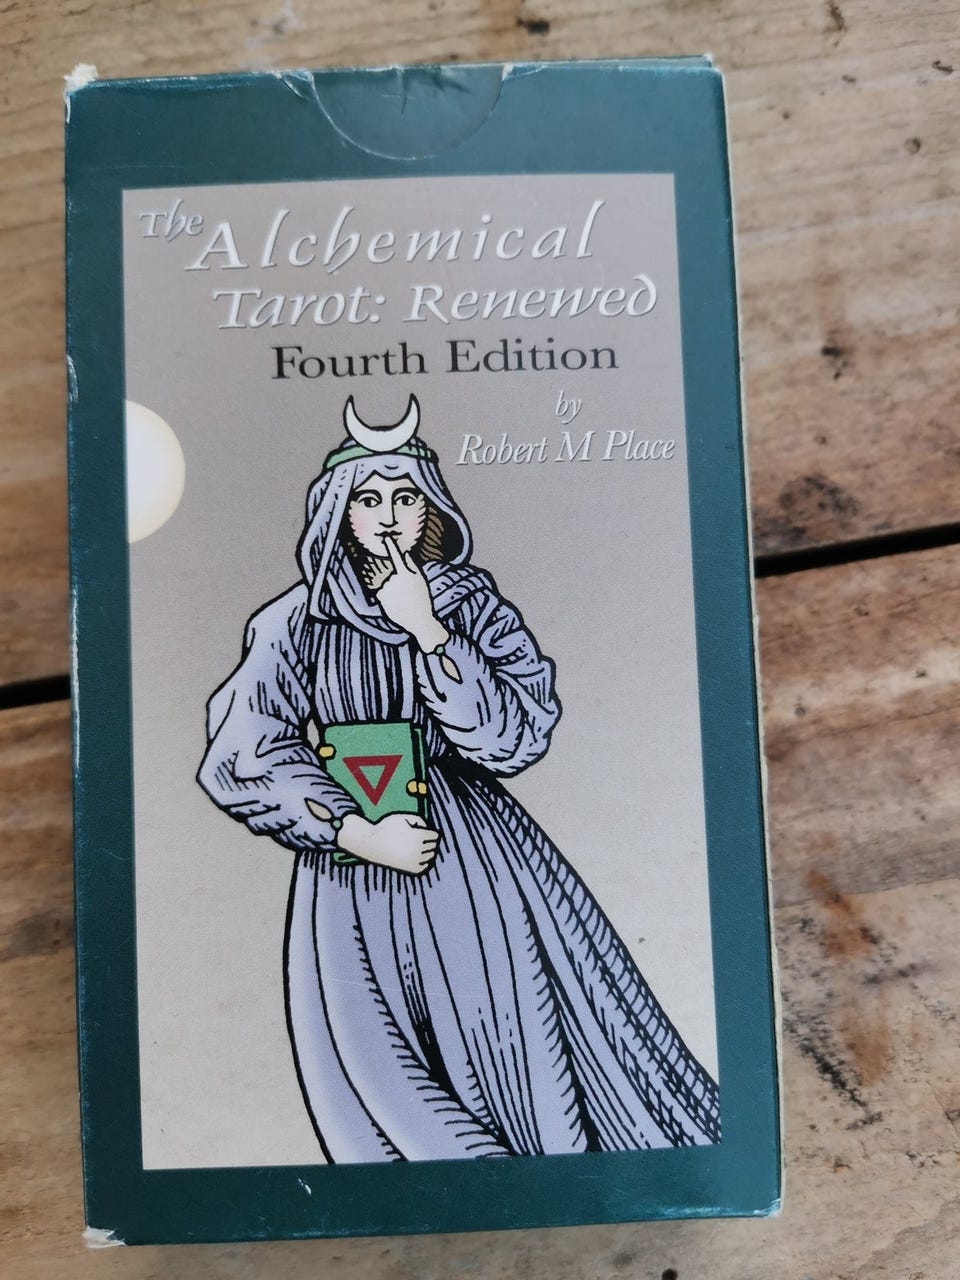 The Alchemical
Tarot: Renewed
Fourth Edition
by
Robert M Place